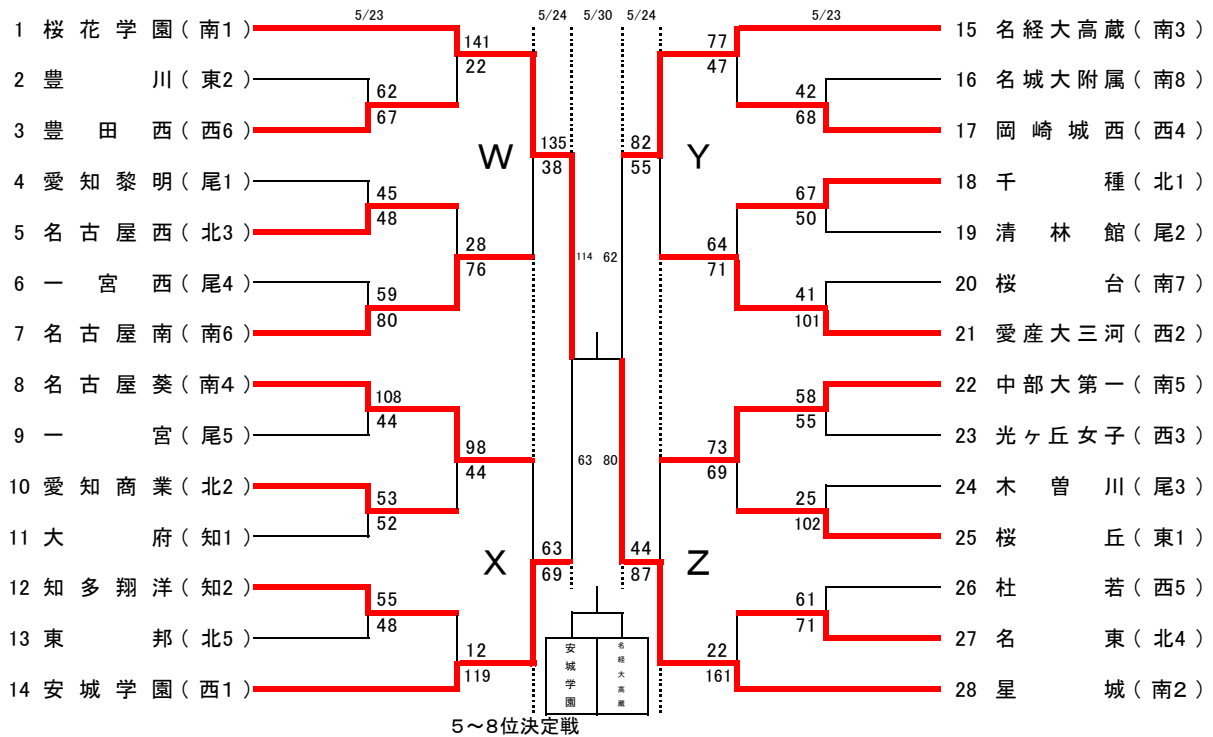 5/23 5/24 5/30 5/24 5/23
1 桜花学園(南1)
2 豊川(東2)
3 豊田西(西6)
4 愛知黎明(尾1)
5 名古屋西(北3)
6 一宮西(尾4)
7 名古屋南(南6)
8 名古屋葵(南4)
9 一宮(尾5)
10 愛知商業(北2)
11 大府(知1)
12 知多翔洋(知2)
13 東邦(北5)
14 安城学園(西1)
62
67
45
48
59
80
108
44
53
52
55
48
141
22
28
76
98
44
12
119
W
X
135
38
63
69
114 62
63 80
82
55
44
87
Y
Z
77
47
64
71
73
69
22
161
42
68
67
50
41
101
58
55
25
102
61
71
15 名経大高蔵(南3)
16 名城大附属(南8)
17 岡崎城西(西4)
18 千種(北1)
19 清林館(尾2)
20 桜台(南7)
21 愛産大三河(西2)
22 中部大第一(南5)
23 光ヶ丘女子(西3)
24 木曽川(尾3)
25 桜丘(東1)
26 杜若(西5)
27 名東(北4)
28 星城(南2)
安城学園
名経大高蔵
5～8位決定戦